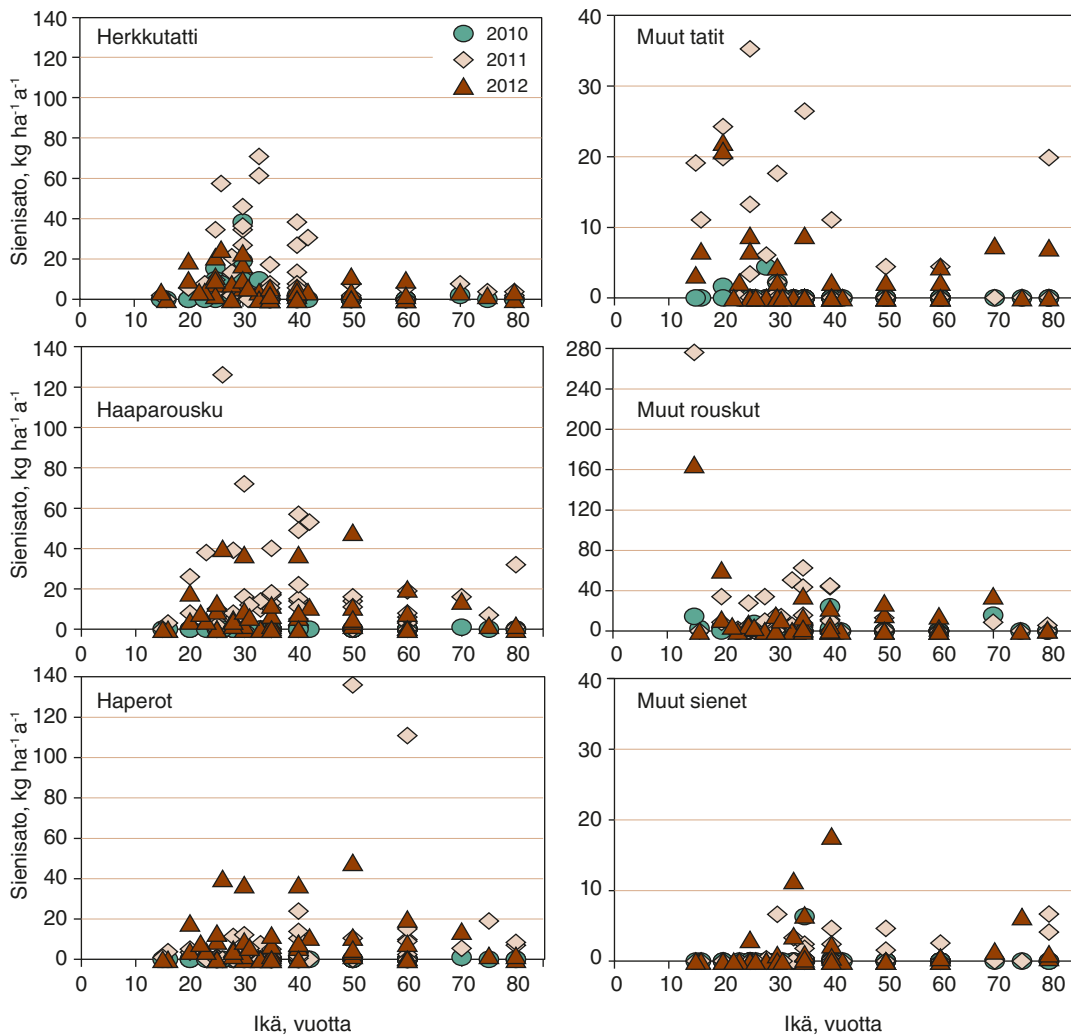 Herkkutatti
2010
2011
2012
Sienisato, kg ha⁻¹ a⁻¹
140
120
100
80
60
40
20
0
0 10 20 30 40 50 60 70 80
Muut tatit
40
30
20
10
0
0 10 20 30 40 50 60 70 80
Haaparousku
Sienisato, kg ha⁻¹ a⁻¹
140
120
100
80
60
40
20
0
0 10 20 30 40 50 60 70 80
Muut rouskut
280
240
200
160
120
80
40
0
0 10 20 30 40 50 60 70 80
Haperot
Sienisato, kg ha⁻¹ a⁻¹
140
120
100
80
60
40
20
0
0 10 20 30 40 50 60 70 80
Ikä, vuotta
Muut sienet
40
30
20
10
0
0 10 20 30 40 50 60 70 80
Ikä, vuotta